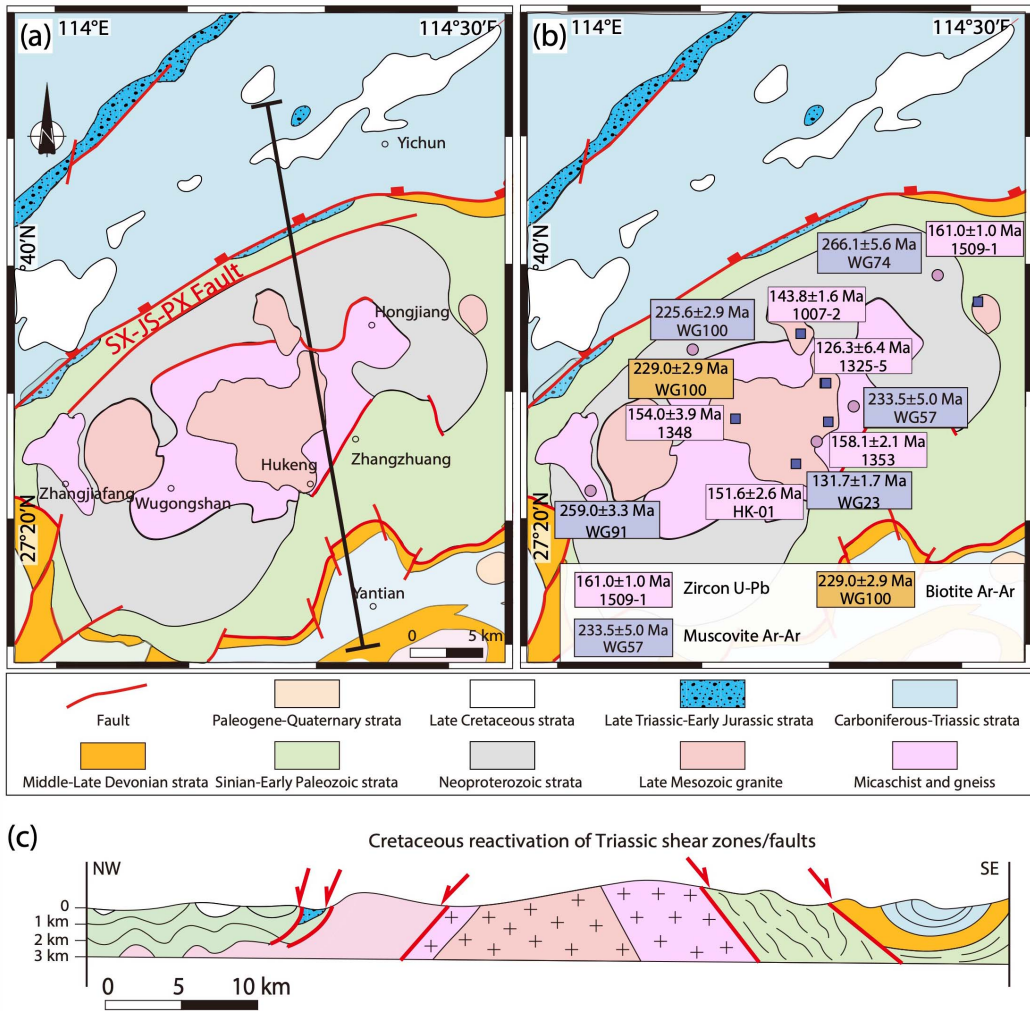 (a)
114°E
114°30′E
N
Yichun
40′N
SX-JS-PX Fault
Hongjiang
Zhangzhuang
Hukeng
Zhangjiafang
Wugongshan
27°20′N
Yantian
0 5 km
(b)
114°E
114°30′E
40′N
161.0±1.0 Ma
1509-1
266.1±5.6 Ma
WG74
143.8±1.6 Ma
1007-2
225.6±2.9 Ma
WG100
126.3±6.4 Ma
1325-5
229.0±2.9 Ma
WG100
233.5±5.0 Ma
WG57
154.0±3.9 Ma
1348
158.1±2.1 Ma
1353
131.7±1.7 Ma
WG23
151.6±2.6 Ma
HK-01
259.0±3.3 Ma
WG91
27°20′N
161.0±1.0 Ma
1509-1
Zircon U-Pb
229.0±2.9 Ma
WG100
Biotite Ar-Ar
233.5±5.0 Ma
WG57
Muscovite Ar-Ar
Fault
Paleogene-Quaternary strata
Late Cretaceous strata
Late Triassic-Early Jurassic strata
Carboniferous-Triassic strata
Middle-Late Devonian strata
Sinian-Early Paleozoic strata
Neoproterozoic strata
Late Mesozoic granite
Micaschist and gneiss
(c)
Cretaceous reactivation of Triassic shear zones/faults
NW
SE
0
1 km
2 km
3 km
0 5 10 km